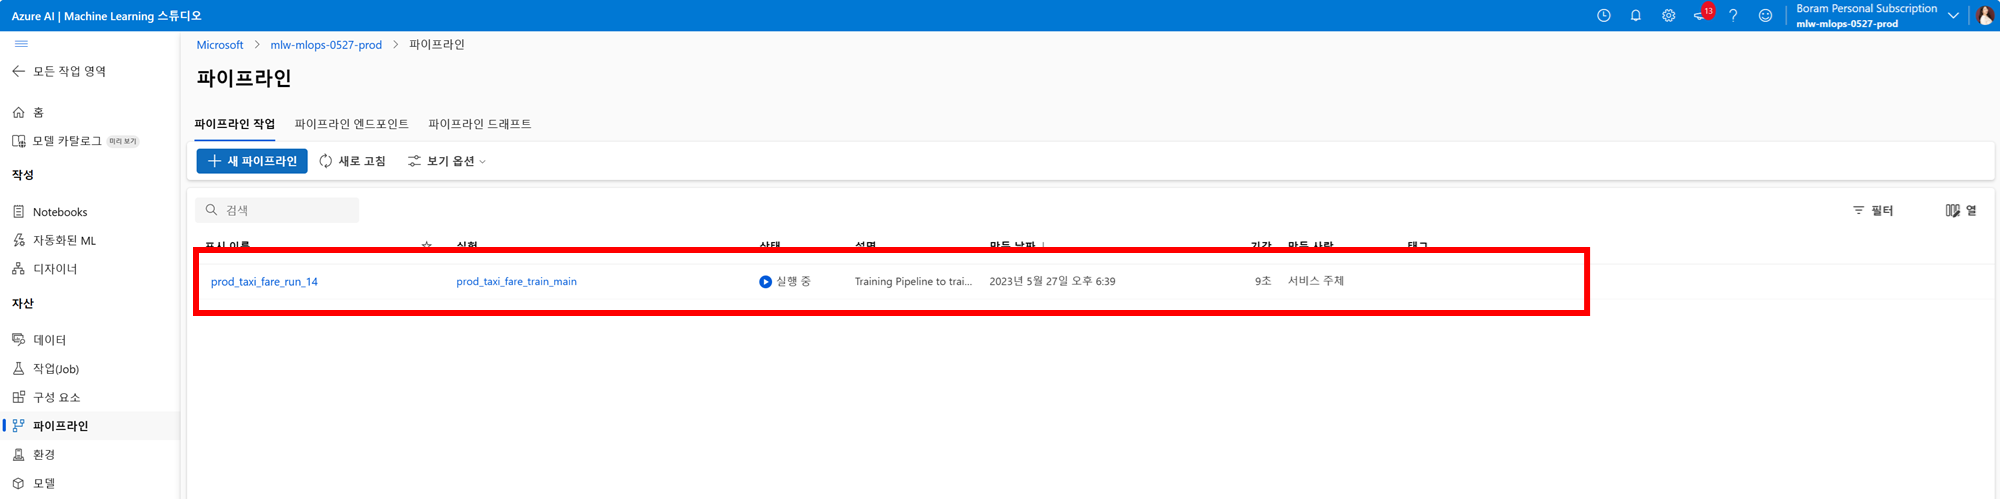 Azure AI | Machine Learning 스튜디오
13
Boram Personal Subscription
mlw-mlops-0527-prod
Microsoft > mlw-mlops-0527-prod > 파이프라인
모든 작업 영역
홈
모델 카탈로그 미리 보기
작성
Notebooks
자동화된 ML
디자이너
자산
데이터
작업(Job)
구성 요소
파이프라인
환경
모델
파이프라인
파이프라인 작업 파이프라인 엔드포인트 파이프라인 드래프트
새 파이프라인 새로 고침 보기 옵션
검색 필터 열
표시 이름 실험 상태 설명 만든 날짜 ↓ 기간 만든 사람 태그
prod_taxi_fare_run_14 prod_taxi_fare_train_main 실행 중 Training Pipeline to trai... 2023년 5월 27일 오후 6:39 9초 서비스 주체